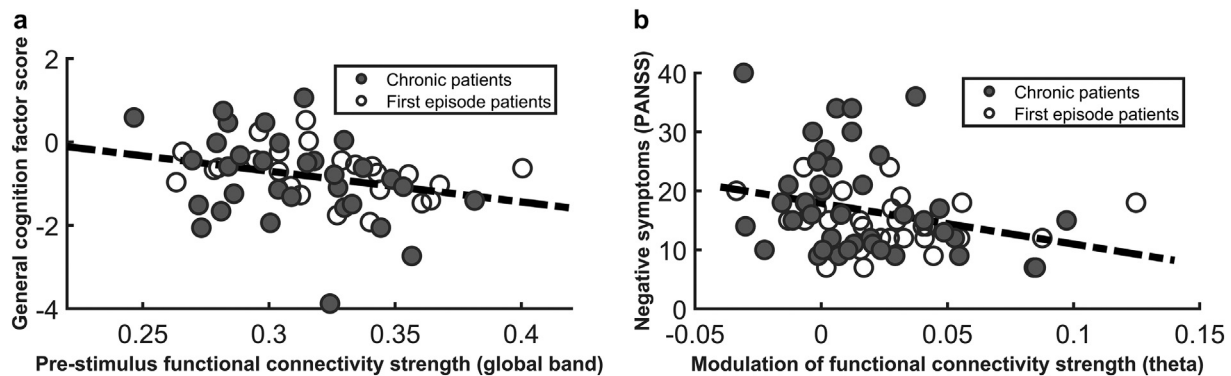 a
General cognition factor score
2
0
-2
-4
Chronic patients
First episode patients
0.25 0.3 0.35 0.4
Pre-stimulus functional connectivity strength (global band)
b
Negative symptoms (PANSS)
40
30
20
10
0
Chronic patients
First episode patients
-0.05 0 0.05 0.1 0.15
Modulation of functional connectivity strength (theta)